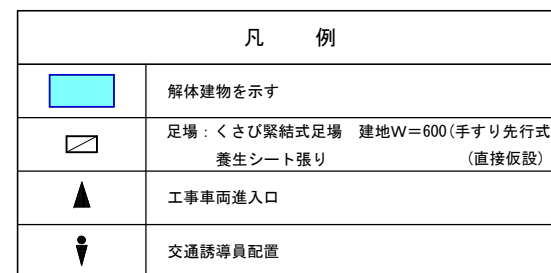 凡　例
解体建物を示す
足場：くさび緊結式足場　建地W＝600(手すり先行式
養生シート張り　(直接仮設)
工事車両進入口
交通誘導員配置